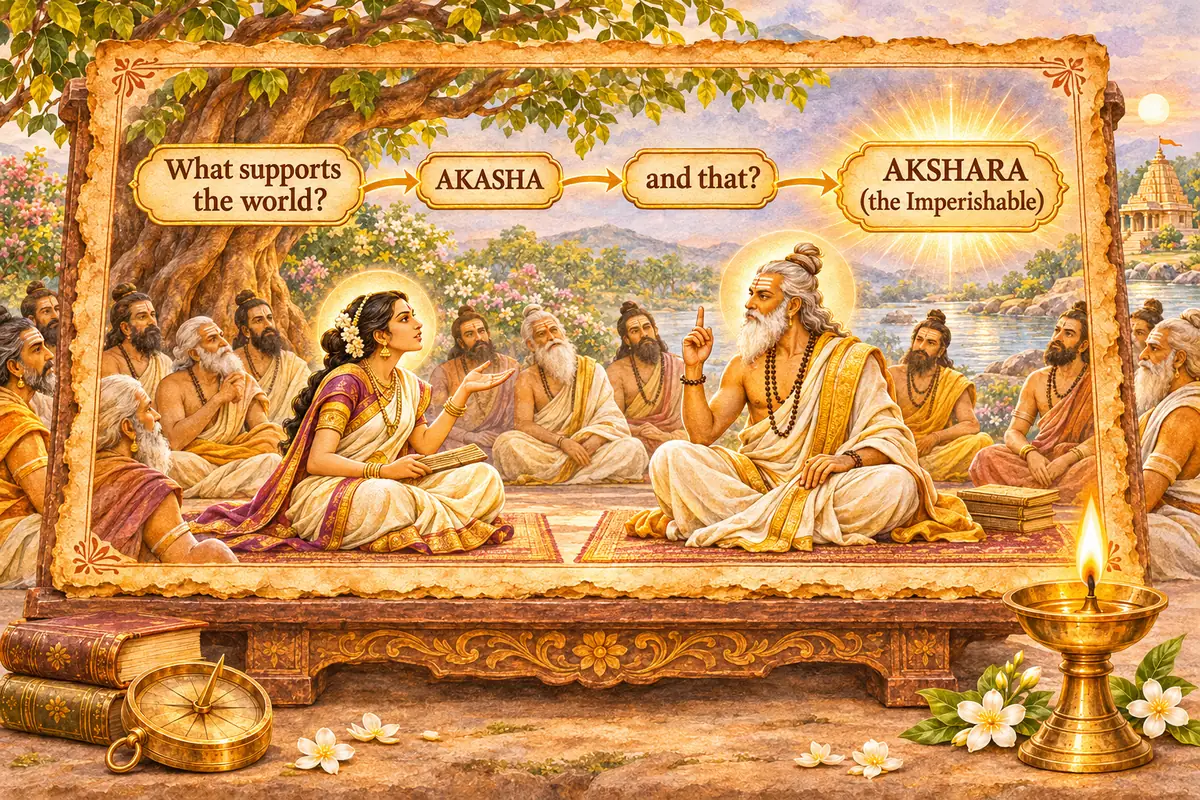 What supports
the world?
AKASHA
and that?
AKSHARA
(the Imperishable)